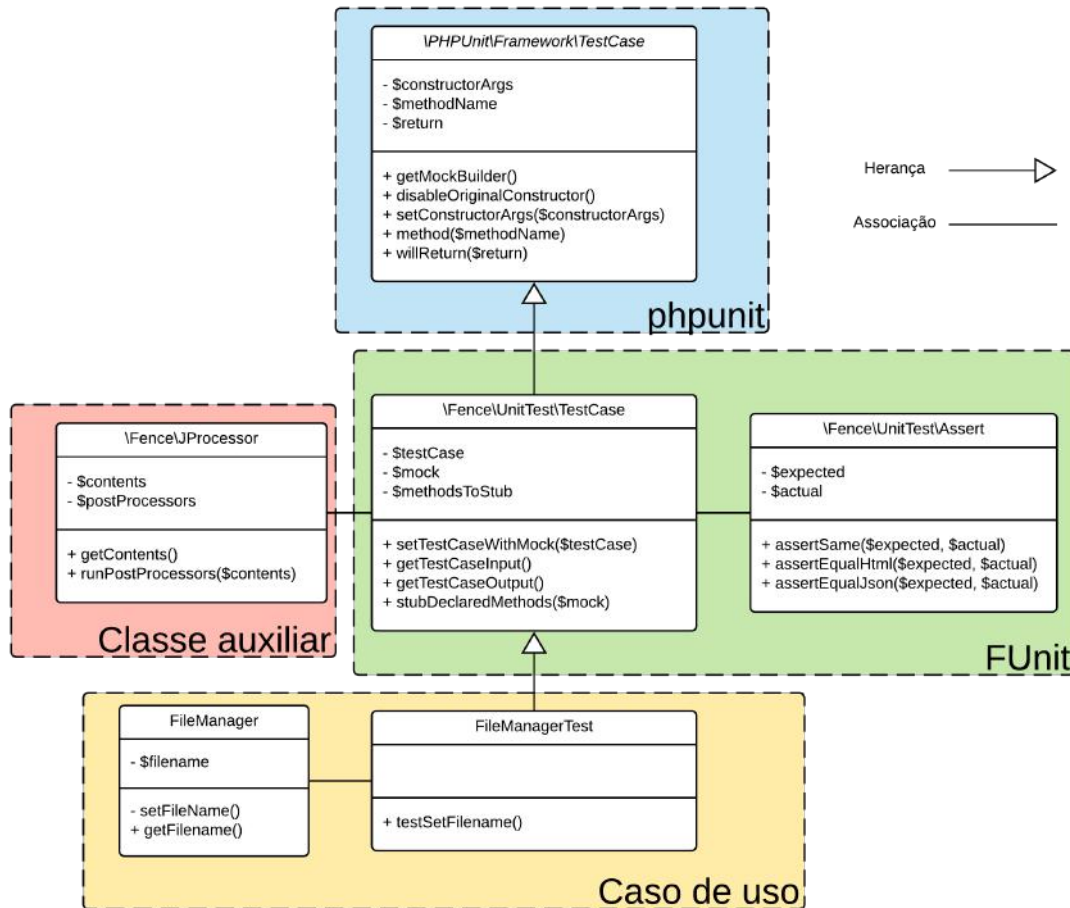 \PHPUnit\Framework\TestCase
- $constructorArgs
- $methodName
- $return
+ getMockBuilder()
+ disableOriginalConstructor()
+ setConstructorArgs($constructorArgs)
+ method($methodName)
+ willReturn($return)
phpunit
Herança
Associação
\Fence\JProcessor
- $contents
- $postProcessors
+ getContents()
+ runPostProcessors($contents)
Classe auxiliar
\Fence\UnitTest\TestCase
- $testCase
- $mock
- $methodsToStub
+ setTestCaseWithMock($testCase)
+ getTestCaseInput()
+ getTestCaseOutput()
+ stubDeclaredMethods($mock)
\Fence\UnitTest\Assert
- $expected
- $actual
+ assertSame($expected, $actual)
+ assertEqualHtml($expected, $actual)
+ assertEqualJson($expected, $actual)
FUnit
FileManager
- $filename
- setFileName()
+ getFilename()
FileManagerTest
+ testSetFilename()
Caso de uso